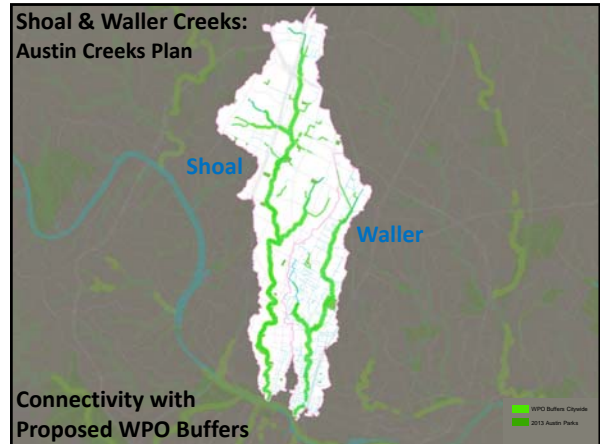 Shoal & Waller Creeks:
Austin Creeks Plan
Shoal
Waller
Connectivity with
Proposed WPO Buffers
WPO Buffers Citywide
2013 Austin Parks